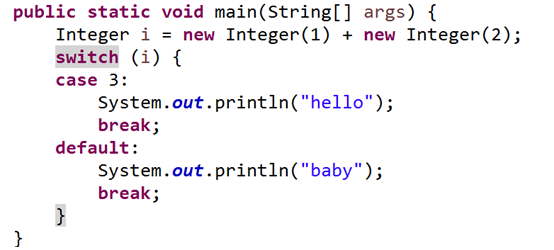 public static void main(String[] args) {
    Integer i = new Integer(1) + new Integer(2);
    switch (i) {
    case 3:
        System.out.println("hello");
        break;
    default:
        System.out.println("baby");
        break;
    }
}